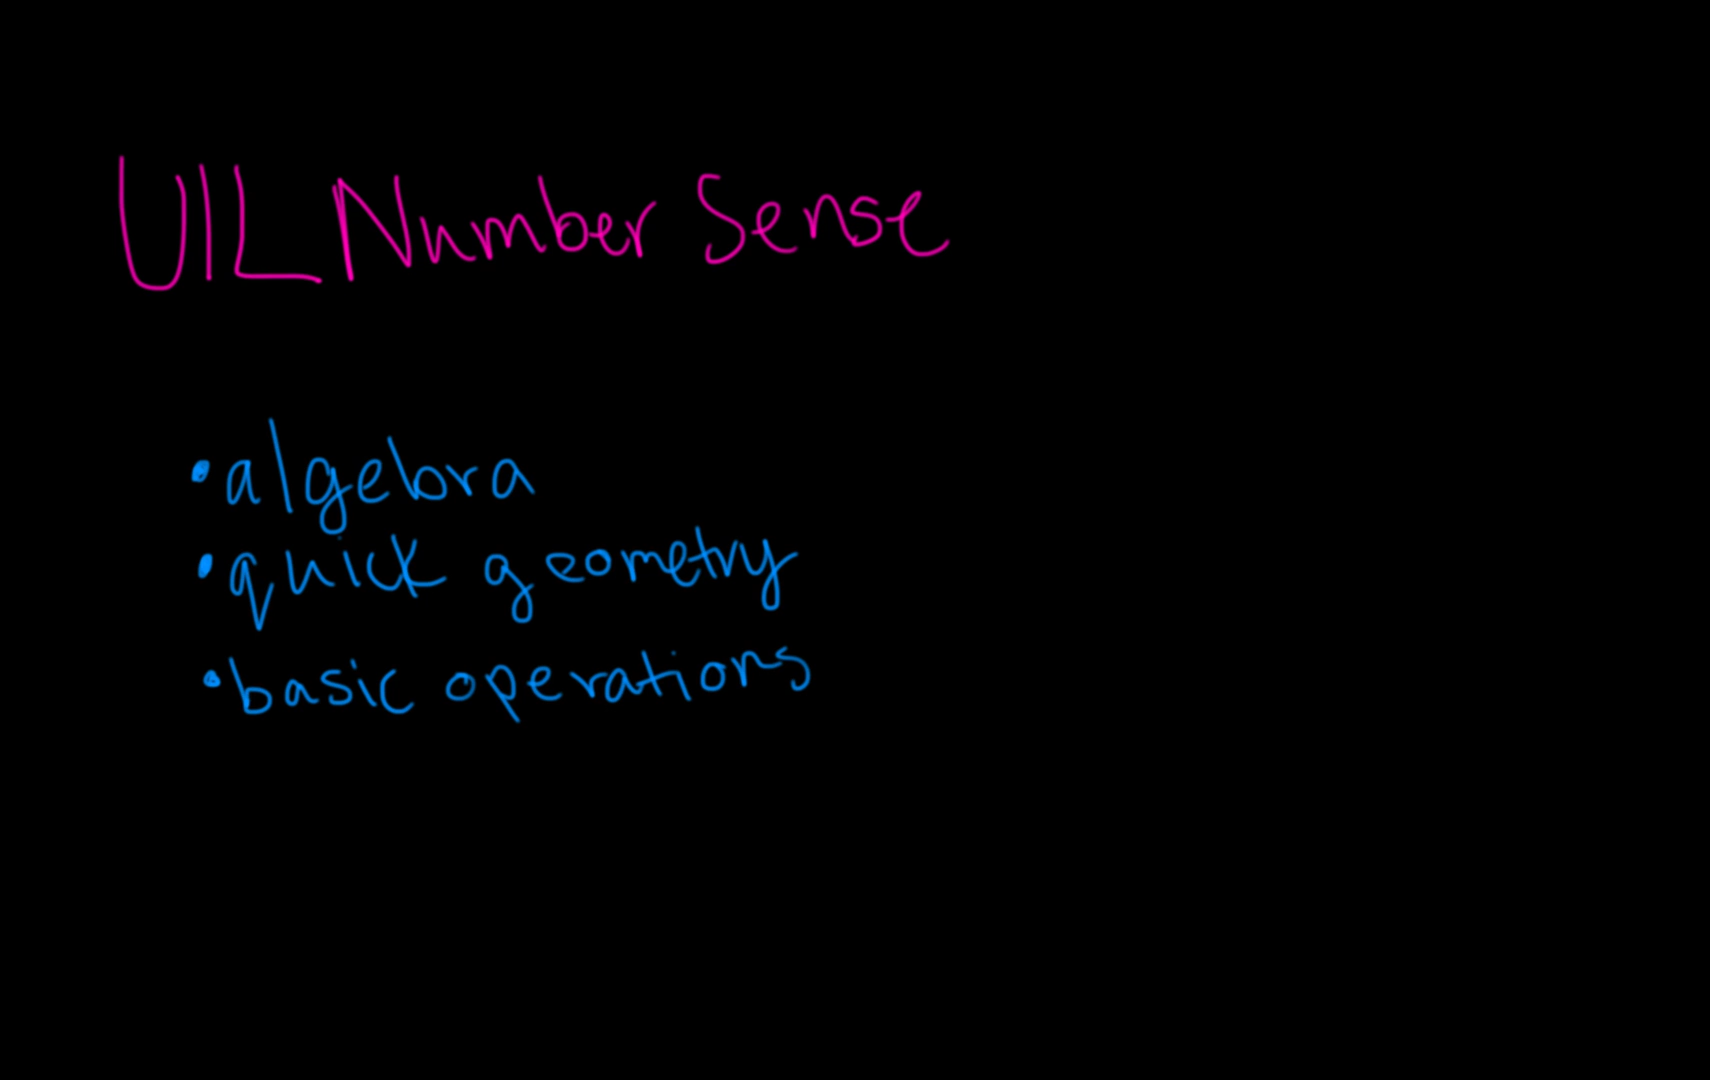 UIL Number Sense
•algebra
•quick geometry
•basic operations